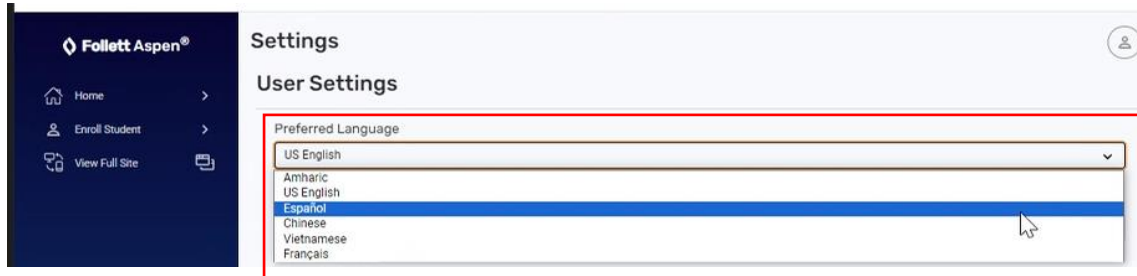 Follett Aspen®
Home
Enroll Student
View Full Site
Settings
User Settings
Preferred Language
US English
Amharic
US English
Español
Chinese
Vietnamese
Français